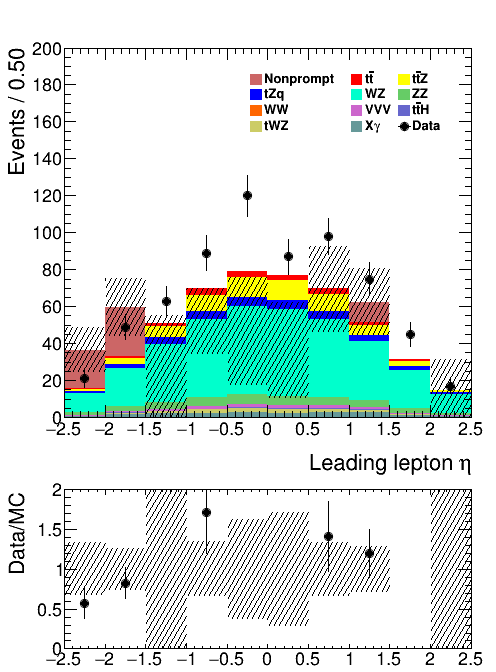 Events / 0.50
200
180
160
140
120
100
80
60
40
20
0
Nonprompt tt̄ tt̄Z
tZq WZ ZZ
WW VVV tt̄H
tWZ Xγ Data
−2.5 −2 −1.5 −1 −0.5 0 0.5 1 1.5 2 2.5
Leading lepton η
Data/MC
2
1.5
1
0.5
0
−2.5 −2 −1.5 −1 −0.5 0 0.5 1 1.5 2 2.5